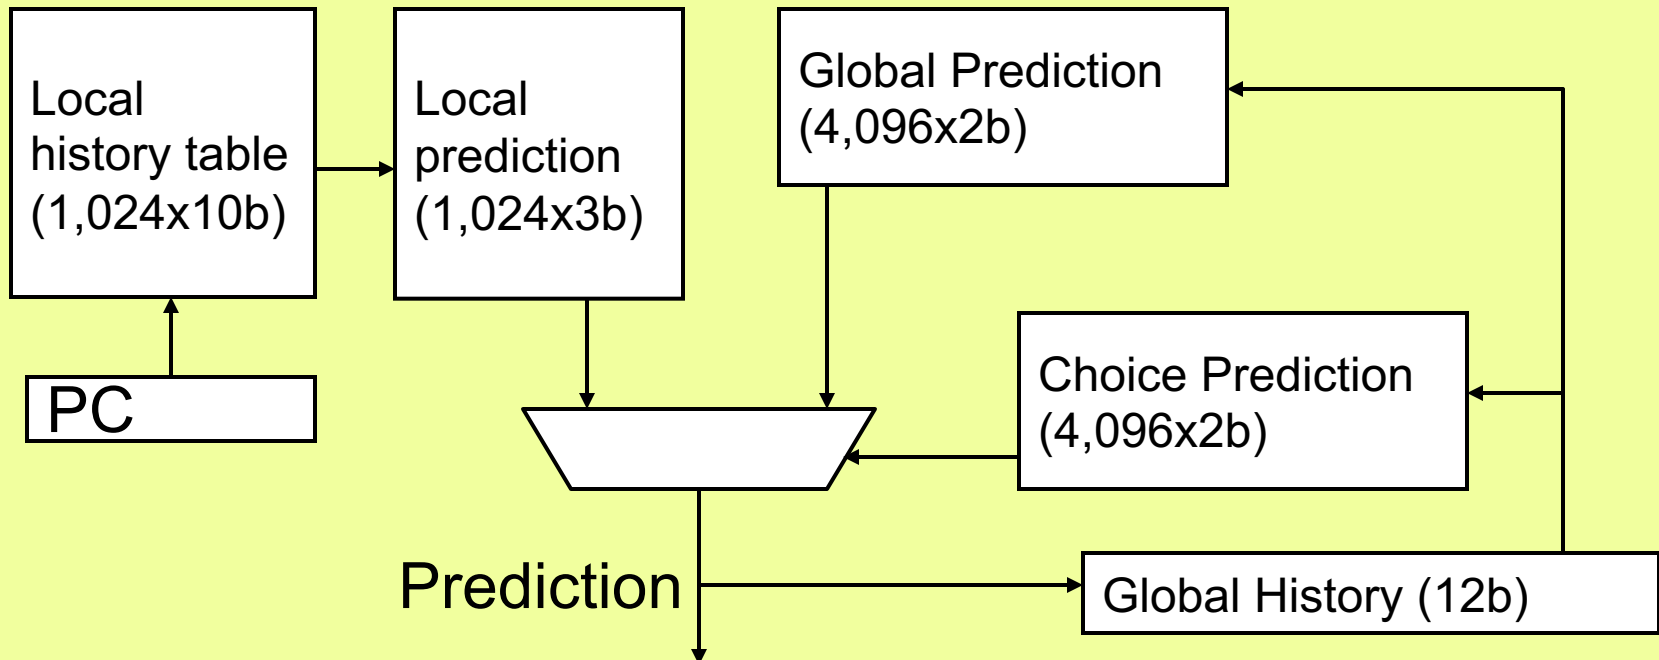 Local
history table
(1,024x10b)
Local
prediction
(1,024x3b)
Global Prediction
(4,096x2b)
PC
Choice Prediction
(4,096x2b)
Prediction
Global History (12b)